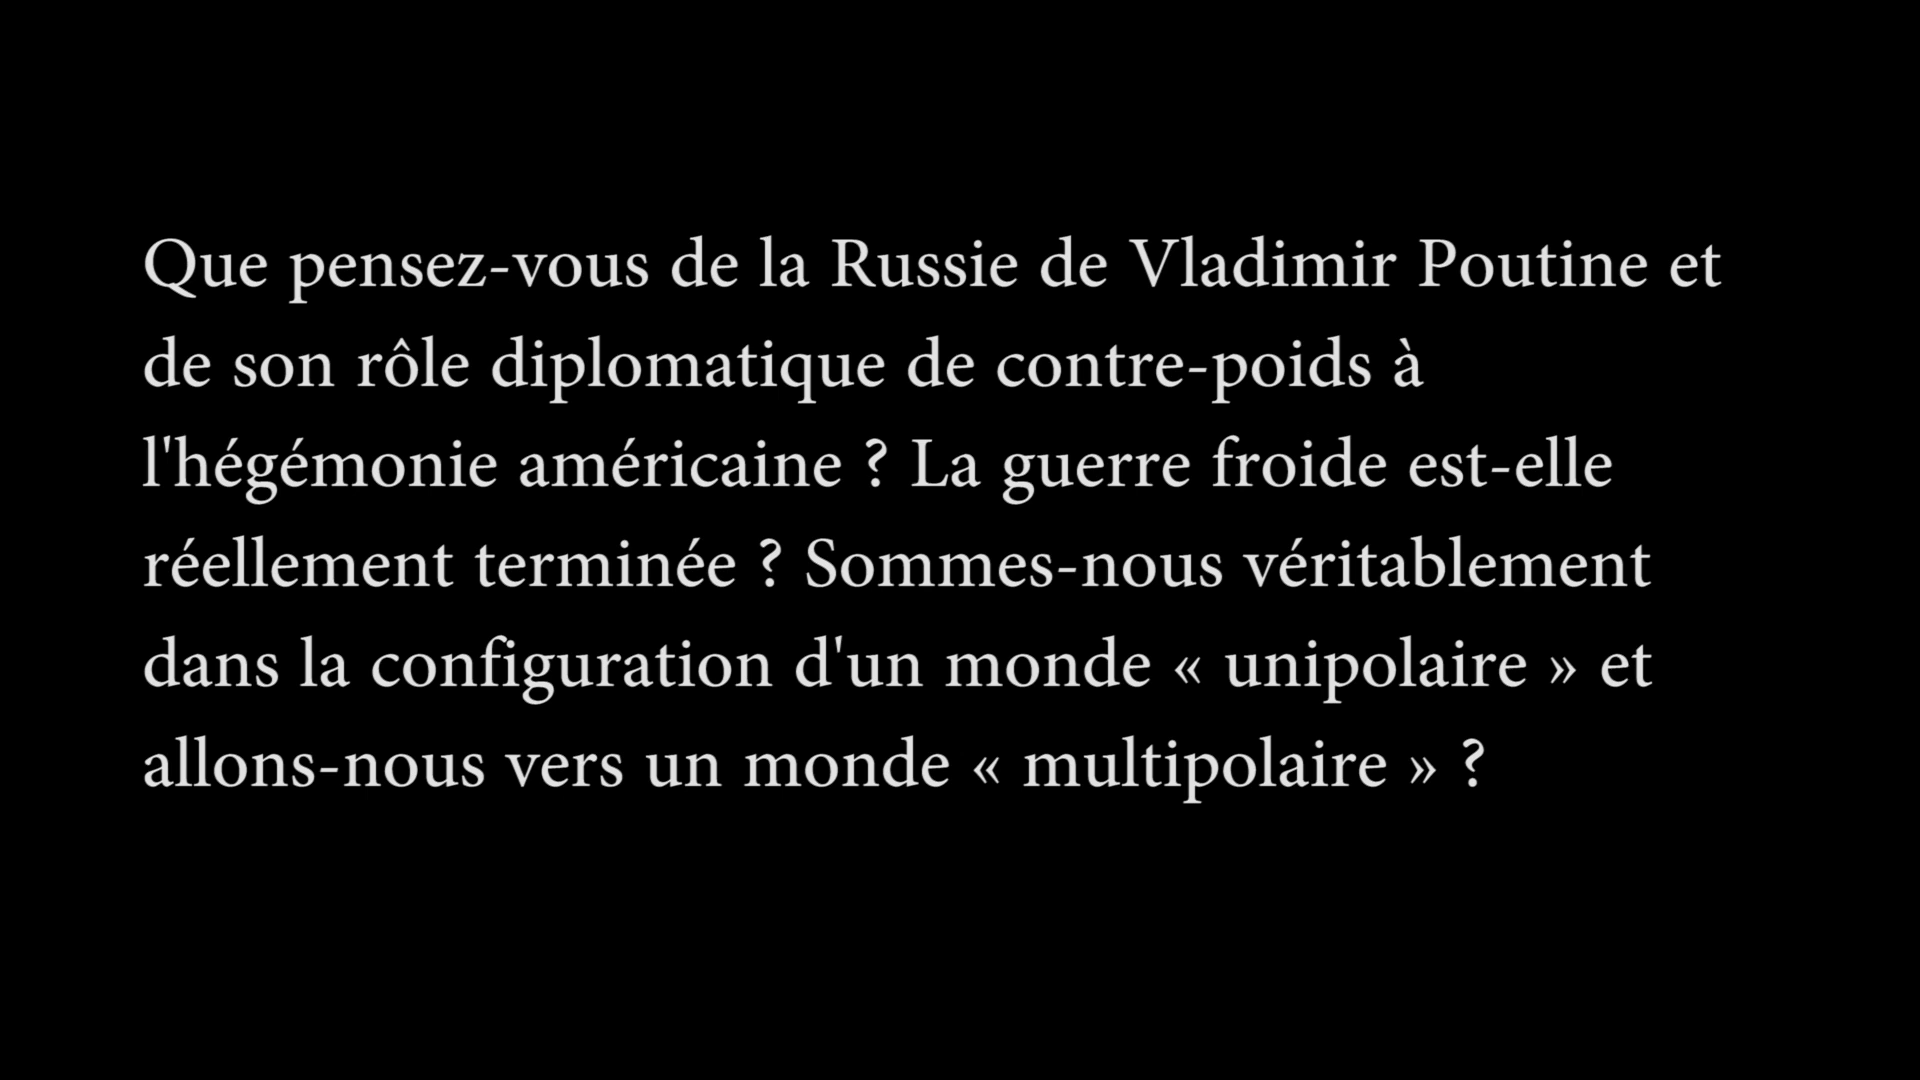 Que pensez-vous de la Russie de Vladimir Poutine et
de son rôle diplomatique de contre-poids à
l'hégémonie américaine ? La guerre froide est-elle
réellement terminée ? Sommes-nous véritablement
dans la configuration d'un monde « unipolaire » et
allons-nous vers un monde « multipolaire » ?